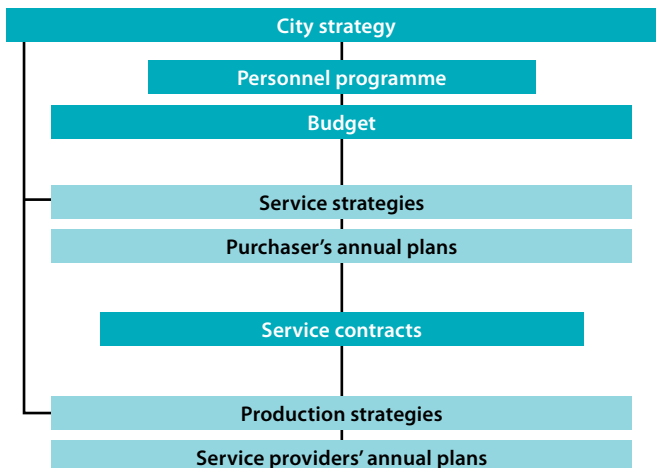 City strategy
Personnel programme
Budget
Service strategies
Purchaser’s annual plans
Service contracts
Production strategies
Service providers’ annual plans